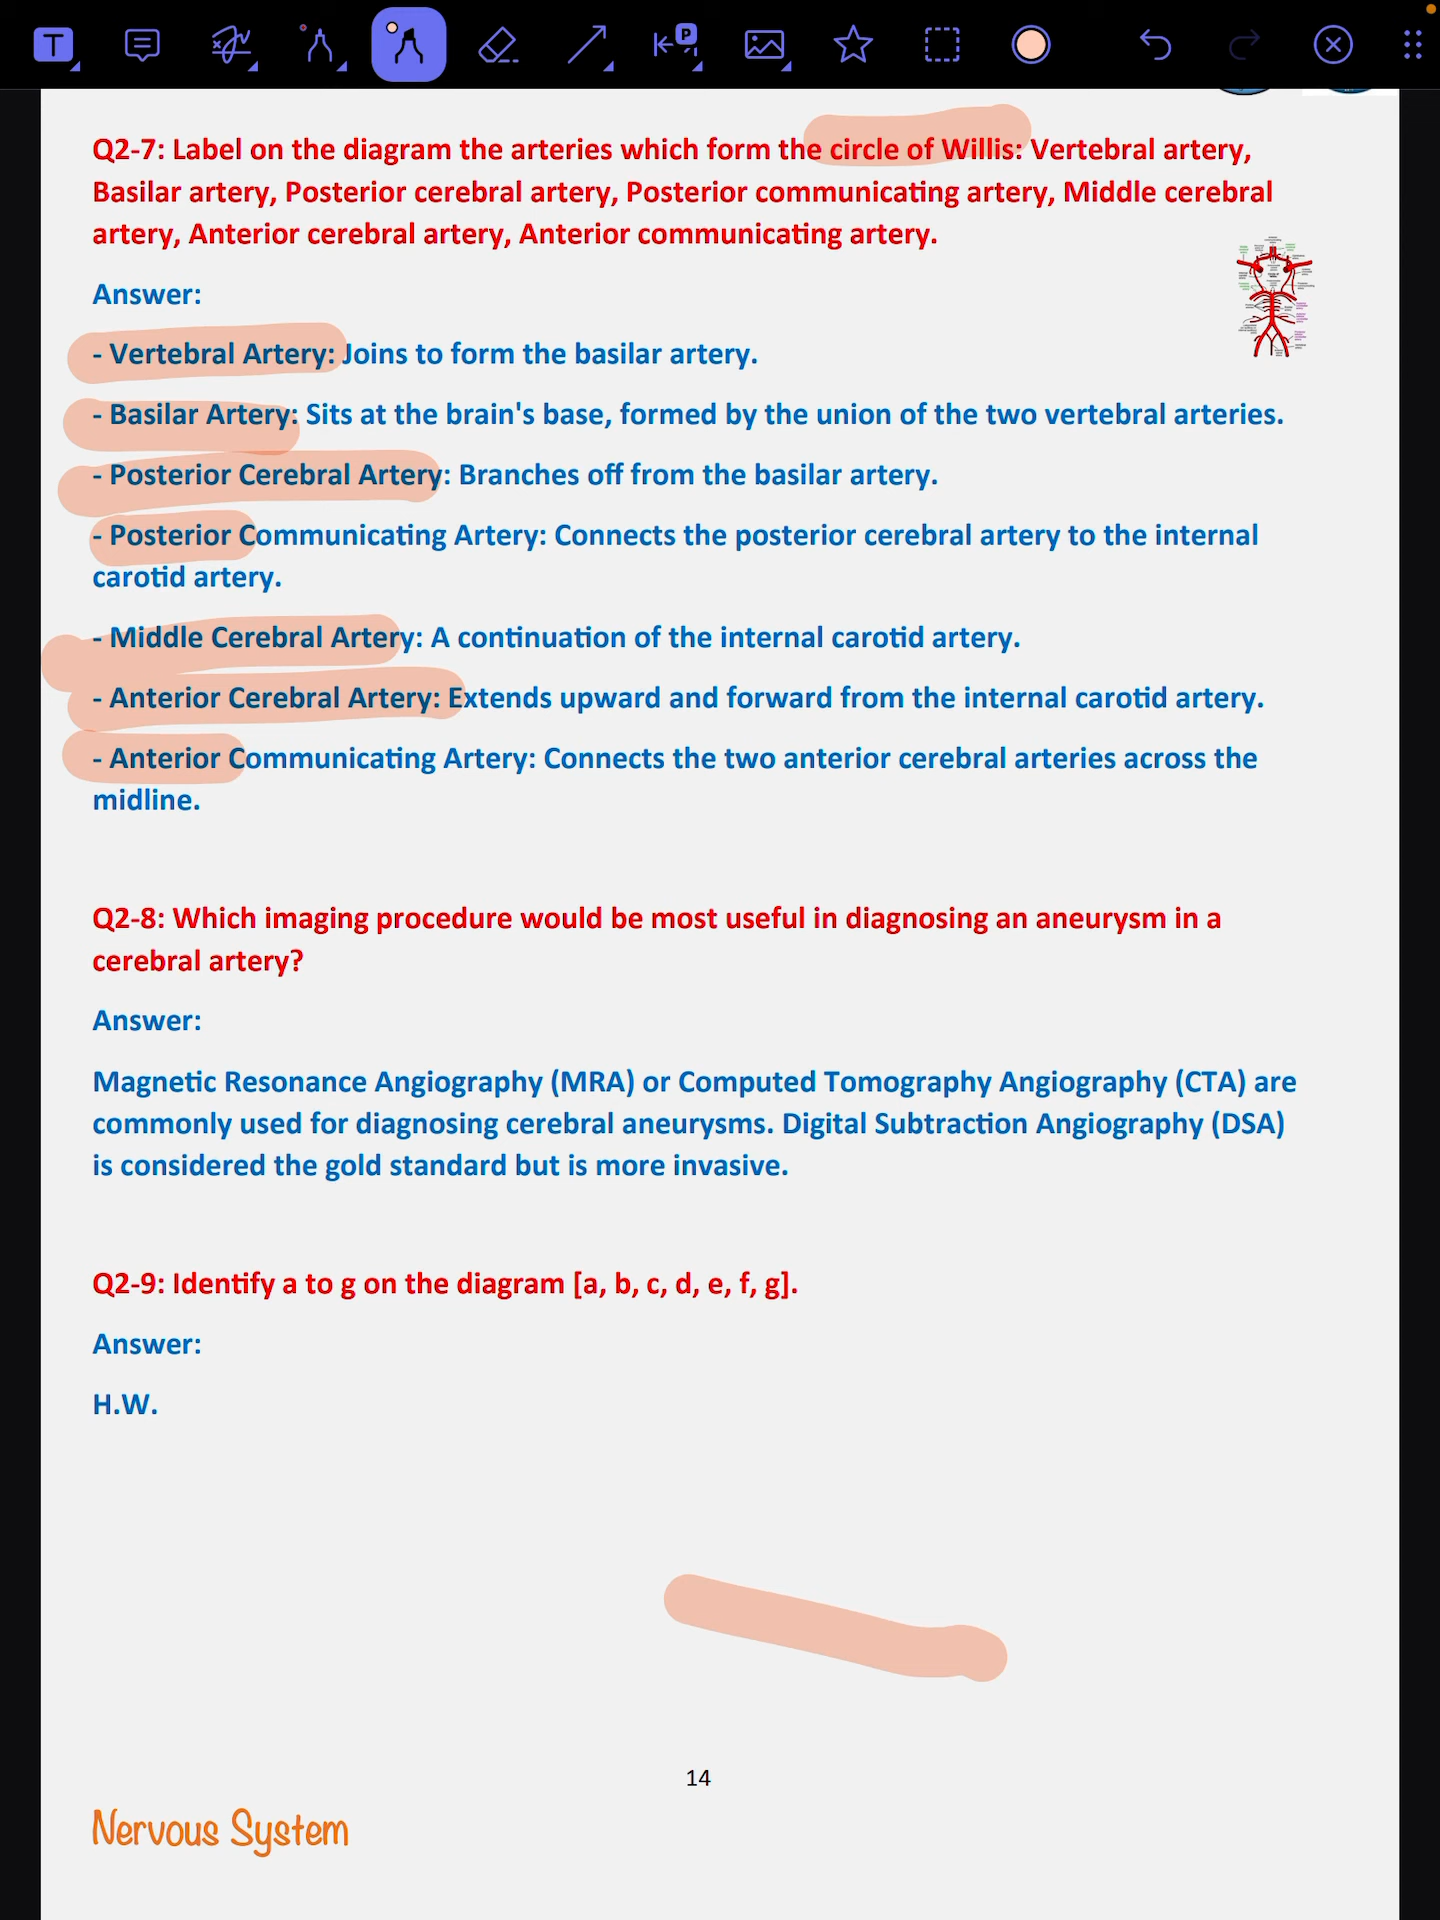 Q2-7: Label on the diagram the arteries which form the circle of Willis: Vertebral artery,
Basilar artery, Posterior cerebral artery, Posterior communicating artery, Middle cerebral
artery, Anterior cerebral artery, Anterior communicating artery.
Answer:
- Vertebral Artery: Joins to form the basilar artery.
- Basilar Artery: Sits at the brain's base, formed by the union of the two vertebral arteries.
- Posterior Cerebral Artery: Branches off from the basilar artery.
- Posterior Communicating Artery: Connects the posterior cerebral artery to the internal
carotid artery.
- Middle Cerebral Artery: A continuation of the internal carotid artery.
- Anterior Cerebral Artery: Extends upward and forward from the internal carotid artery.
- Anterior Communicating Artery: Connects the two anterior cerebral arteries across the
midline.
Q2-8: Which imaging procedure would be most useful in diagnosing an aneurysm in a
cerebral artery?
Answer:
Magnetic Resonance Angiography (MRA) or Computed Tomography Angiography (CTA) are
commonly used for diagnosing cerebral aneurysms. Digital Subtraction Angiography (DSA)
is considered the gold standard but is more invasive.
Q2-9: Identify a to g on the diagram [a, b, c, d, e, f, g].
Answer:
H.W.
14
Nervous System